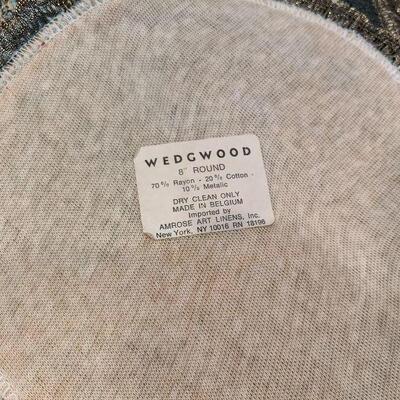 WEDGWOOD
8" ROUND
70% Rayon - 20% Cotton -
10% Metallic
DRY CLEAN ONLY
MADE IN BELGIUM
Imported by
AMROSE ART LINENS, Inc.
New York, NY 10016 RN 18196